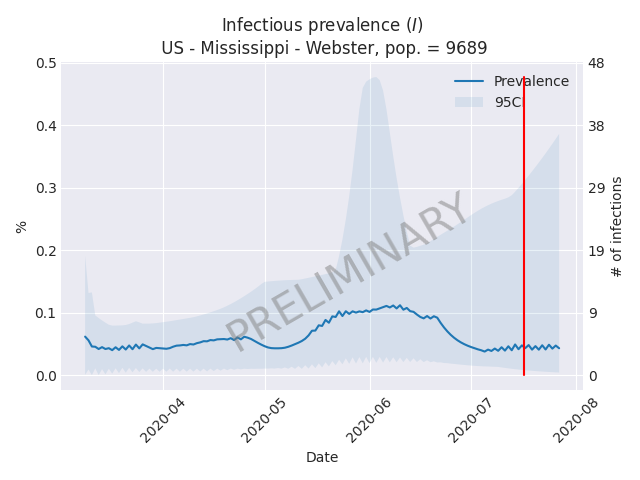 Infectious prevalence (I)
US - Mississippi - Webster, pop. = 9689
Prevalence
95CI
PRELIMINARY
%
0.5
0.4
0.3
0.2
0.1
0.0
48
38
29
19
9
0
# of infections
2020-04
2020-05
2020-06
2020-07
2020-08
Date